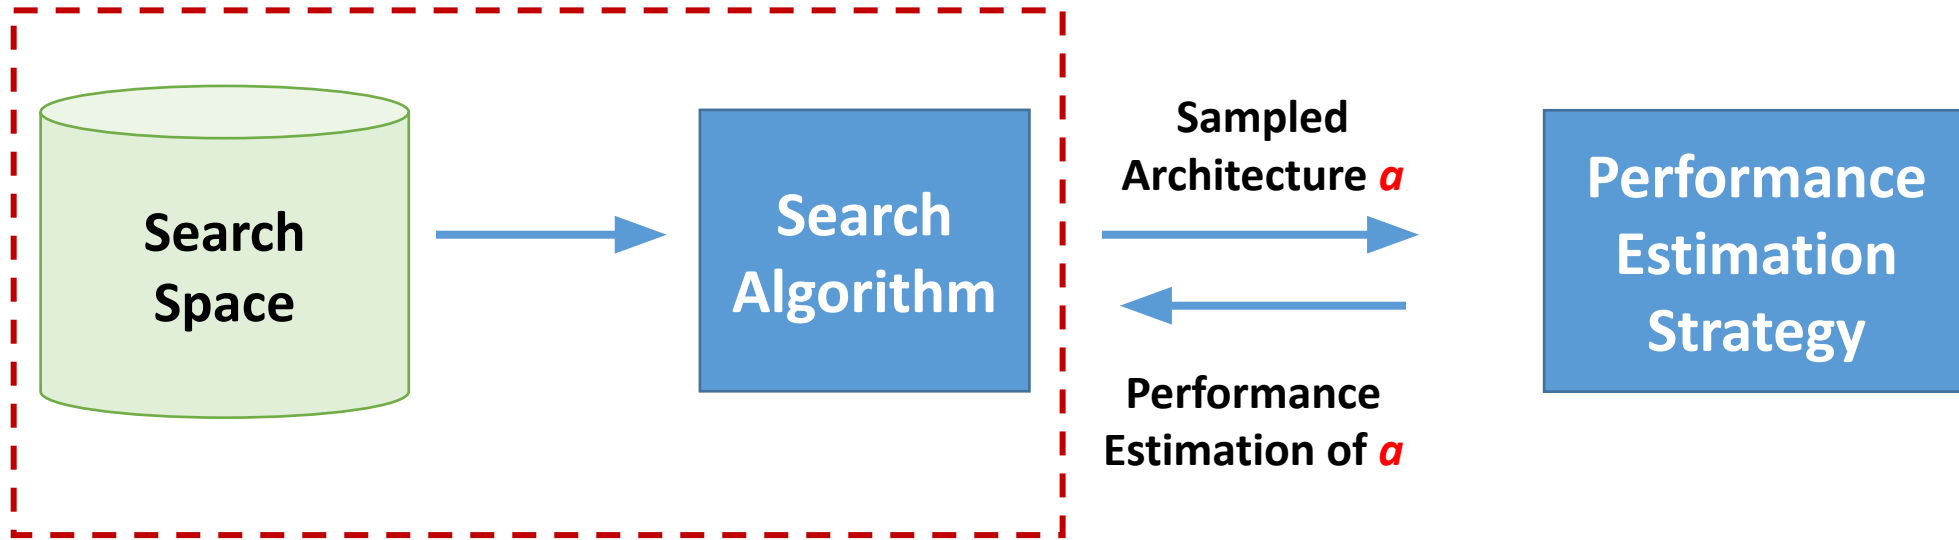 Search
Space
Search
Algorithm
Sampled
Architecture a
Performance
Estimation of a
Performance
Estimation
Strategy